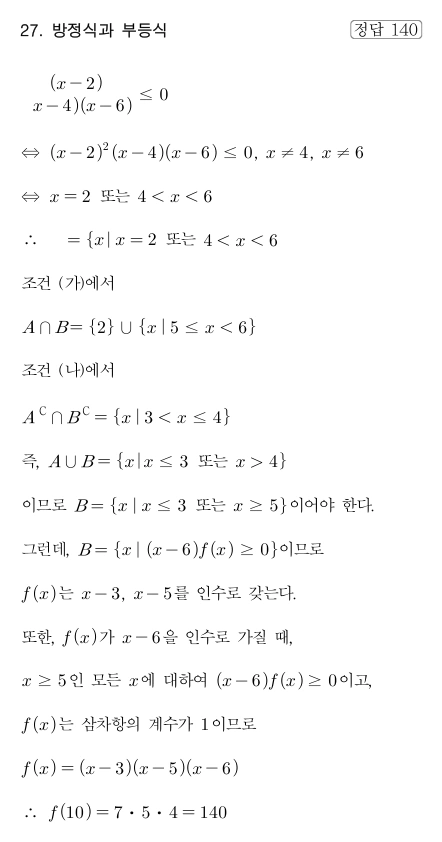 27. 방정식과 부등식
정답 140
(x-2)
x-4)(x-6) ≤ 0
⇔ (x-2)²(x-4)(x-6) ≤ 0, x ≠ 4, x ≠ 6
⇔ x = 2 또는 4 < x < 6
∴ = {x | x = 2 또는 4 < x < 6
조건 (가)에서
A ∩ B = {2} ∪ {x | 5 ≤ x < 6}
조건 (나)에서
Aᶜ ∩ Bᶜ = {x | 3 < x ≤ 4}
즉, A ∪ B = {x | x ≤ 3 또는 x > 4}
이므로 B = {x | x ≤ 3 또는 x ≥ 5}이어야 한다.
그런데, B = {x | (x-6)f(x) ≥ 0}이므로
f(x)는 x-3, x-5를 인수로 갖는다.
또한, f(x)가 x-6을 인수로 가질 때,
x ≥ 5인 모든 x에 대하여 (x-6)f(x) ≥ 0이고,
f(x)는 삼차항의 계수가 1이므로
f(x) = (x-3)(x-5)(x-6)
∴ f(10) = 7 · 5 · 4 = 140